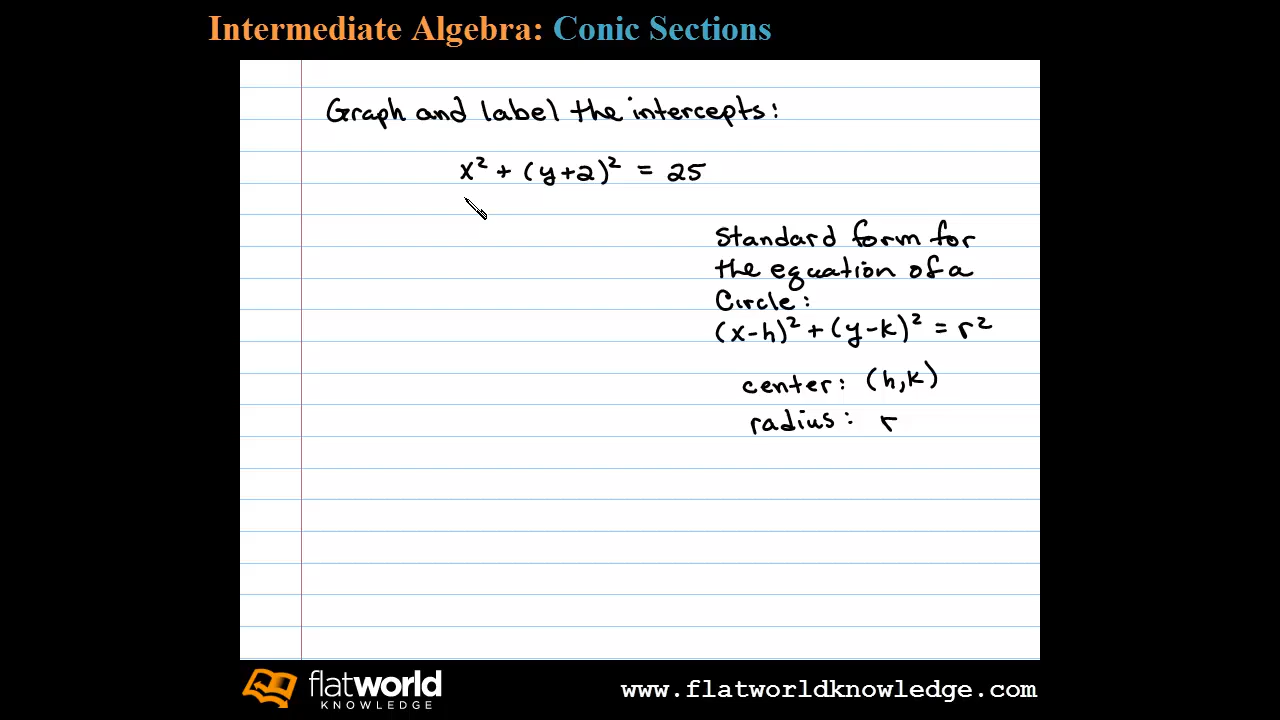 Intermediate Algebra: Conic Sections
Graph and label the intercepts:
x² + (y+2)² = 25
Standard form for
the equation of a
Circle:
(x-h)² + (y-k)² = r²
center: (h,k)
radius: r
flatworld
KNOWLEDGE
www.flatworldknowledge.com